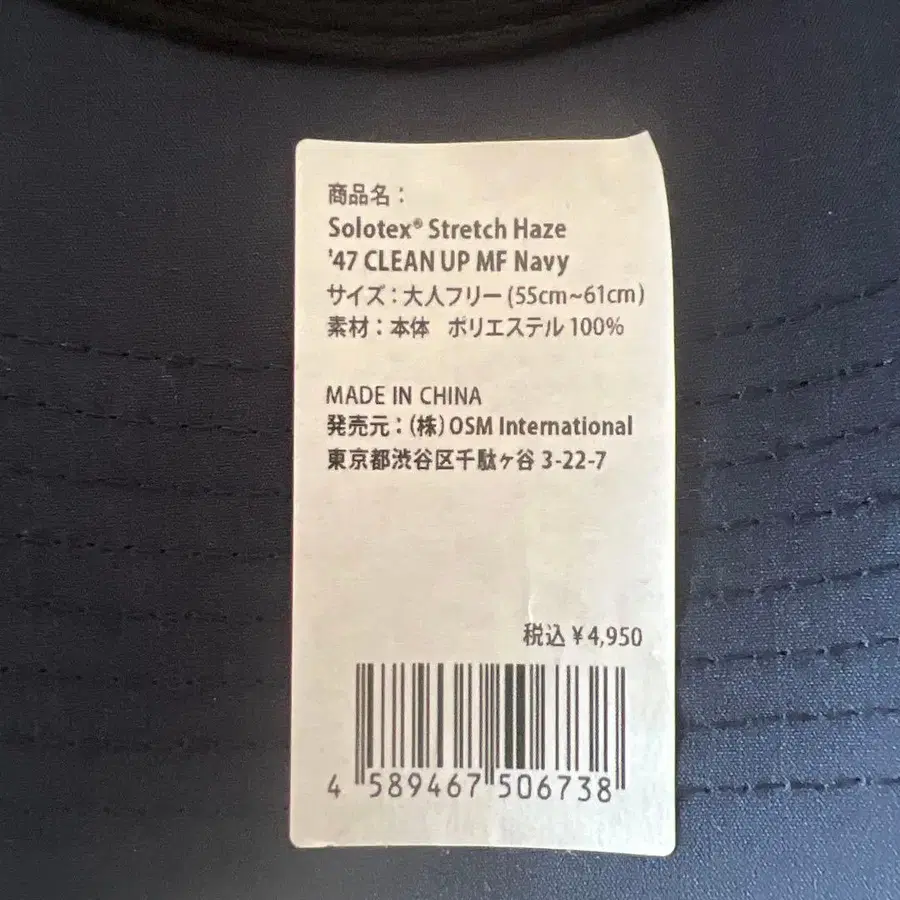 商品名：
Solotex® Stretch Haze
'47 CLEAN UP MF Navy
サイズ：大人フリー (55cm~61cm)
素材：本体　ポリエステル 100%
MADE IN CHINA
発売元：(株) OSM International
東京都渋谷区千駄ヶ谷 3-22-7
税込 ¥4,950
4 589467 506738